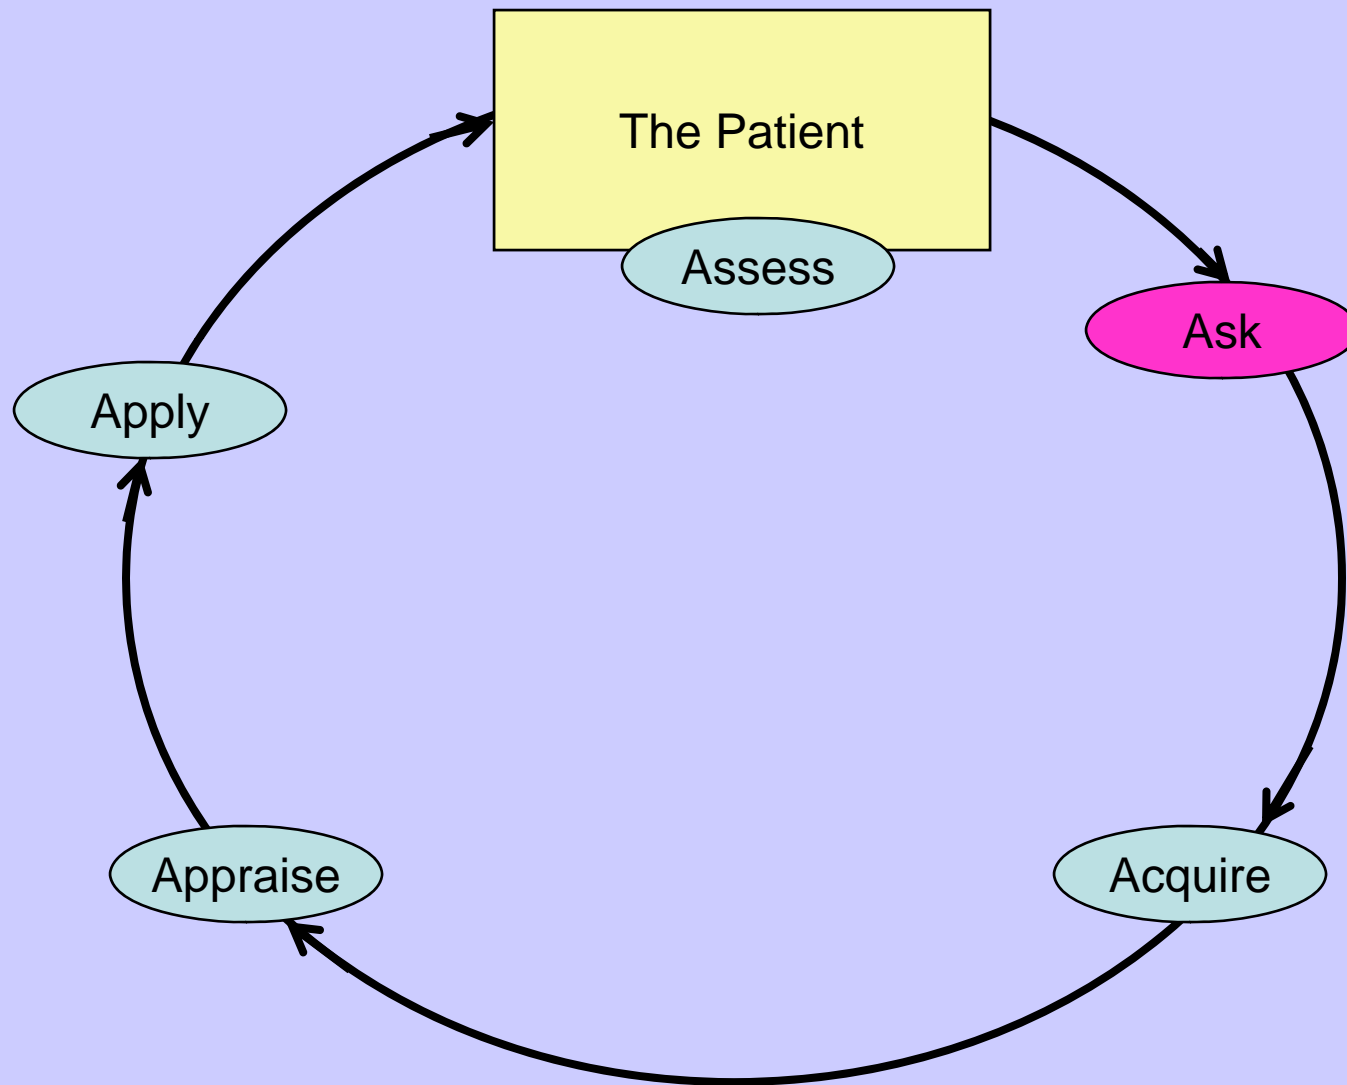 The Patient
Assess
Ask
Apply
Appraise
Acquire